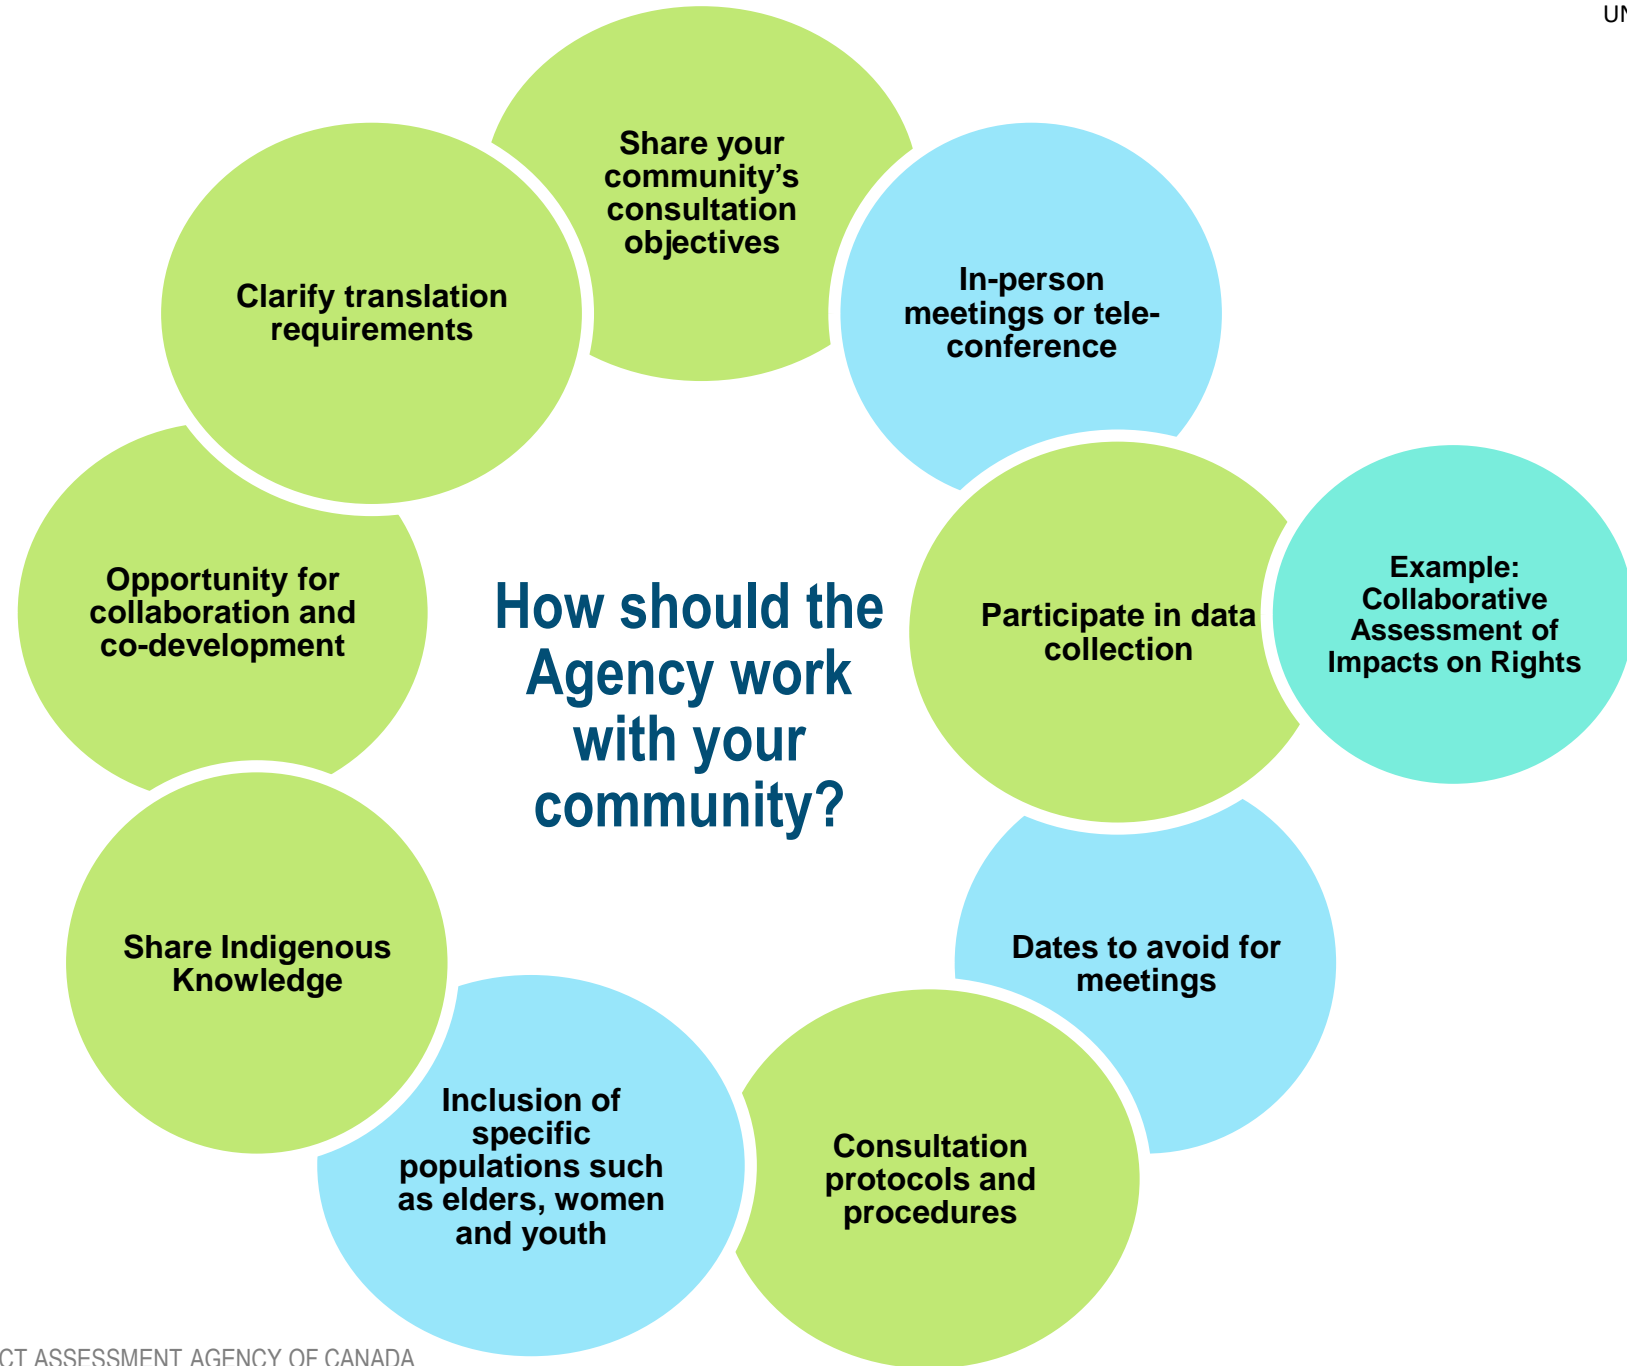 UN
Share your
community's
consultation
objectives
In-person
meetings or tele-
conference
Clarify translation
requirements
Opportunity for
collaboration and
co-development
How should the
Agency work
with your
community?
Participate in data
collection
Example:
Collaborative
Assessment of
Impacts on Rights
Share Indigenous
Knowledge
Dates to avoid for
meetings
Inclusion of
specific
populations such
as elders, women
and youth
Consultation
protocols and
procedures
CT ASSESSMENT AGENCY OF CANADA